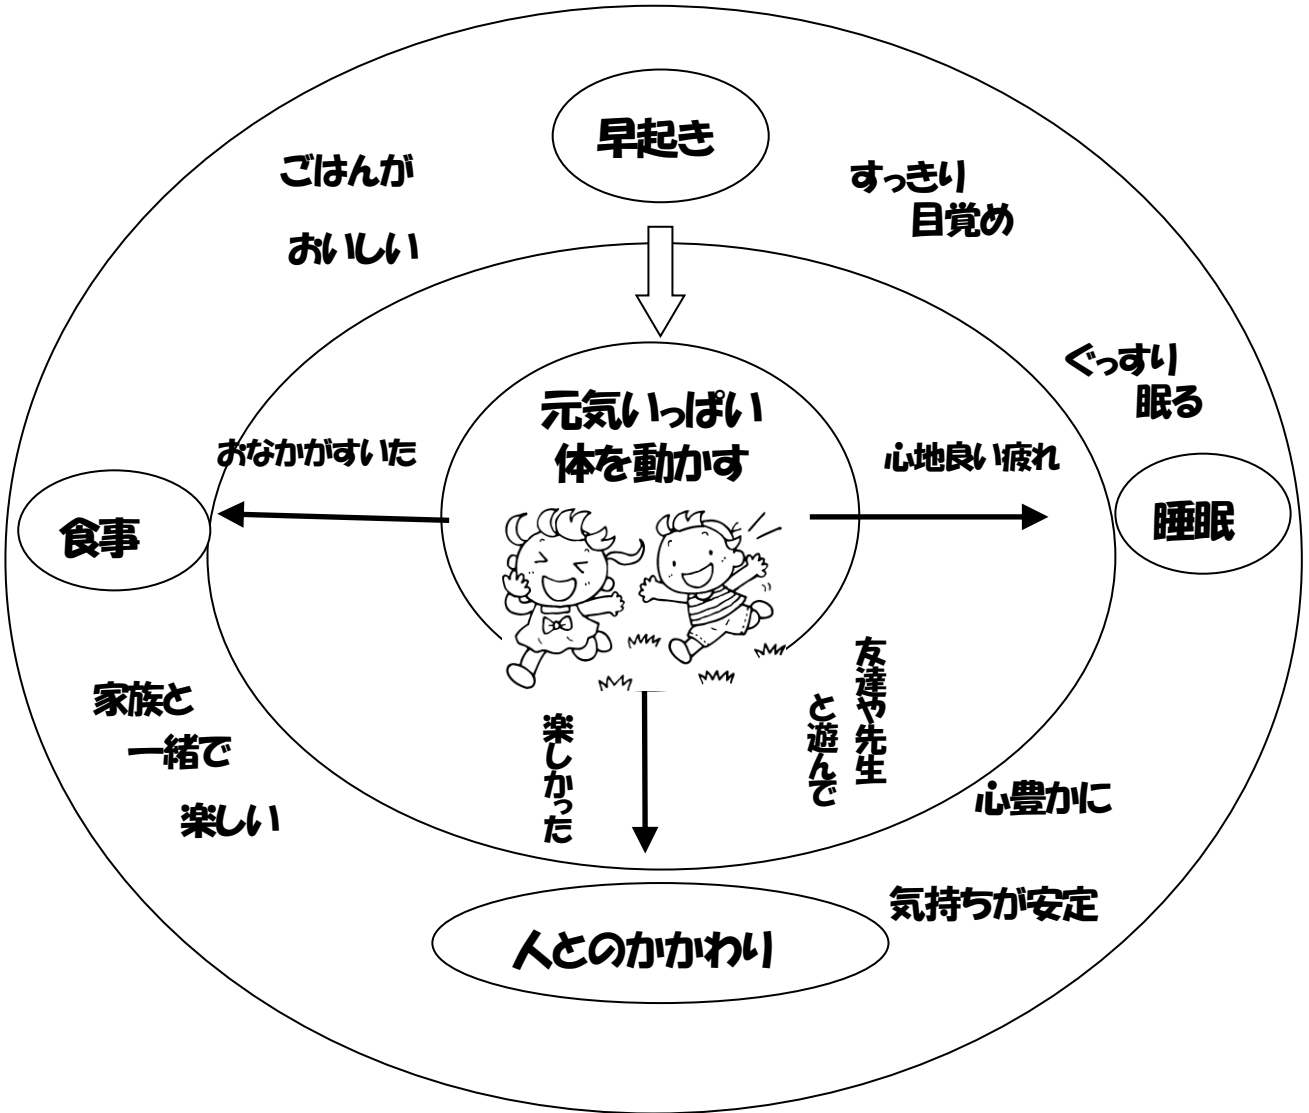 早起き
ごはんが
おいしい
すっきり
目覚め
ぐっすり
眠る
元気いっぱい
体を動かす
おなかがすいた
心地良い疲れ
食事
睡眠
友達や先生
と遊んで
楽しかった
家族と
一緒で
楽しい
心豊かに
気持ちが安定
人とのかかわり